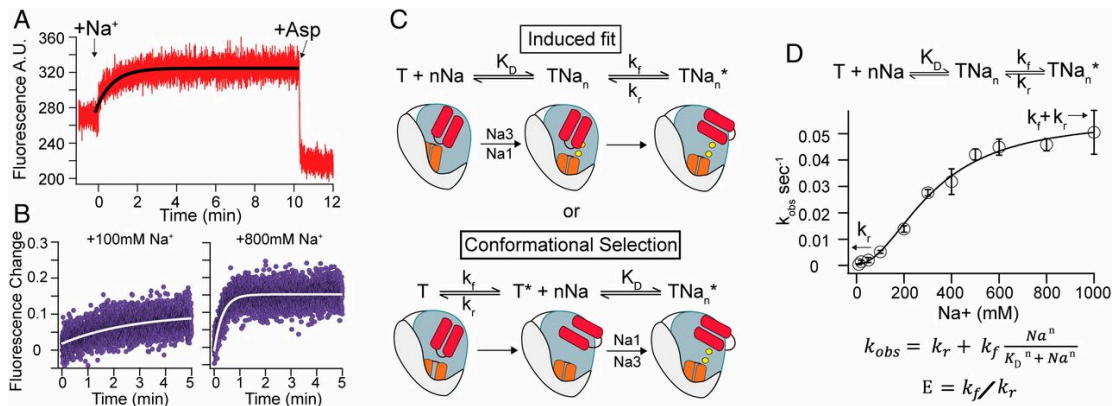 A
+Na⁺
+Asp
Fluorescence A.U.
360
320
280
240
200
0 2 4 6 8 10 12
Time (min)
B
+100mM Na⁺
+800mM Na⁺
Fluorescence Change
0.3
0.2
0.1
0
0 1 2 3 4 5
0 1 2 3 4 5
Time (min)
Time (min)
C
Induced fit
K_D
k_f
T + nNa ⇌ TNa_n ⇌ TNa_n*
k_r
Na3
Na1
or
Conformational Selection
k_f
K_D
T ⇌ T* + nNa ⇌ TNa_n*
k_r
Na1
Na3
D
K_D
k_f
T + nNa ⇌ TNa_n ⇌ TNa_n*
k_r
k_f+k_r →
k_obs sec⁻¹
0.05
0.04
0.03
0.02
0.01
0
← k_r
0 200 400 600 800 1000
Na+ (mM)
k_obs = k_r + k_f Na^n / (K_D^n + Na^n)
E = k_f/k_r